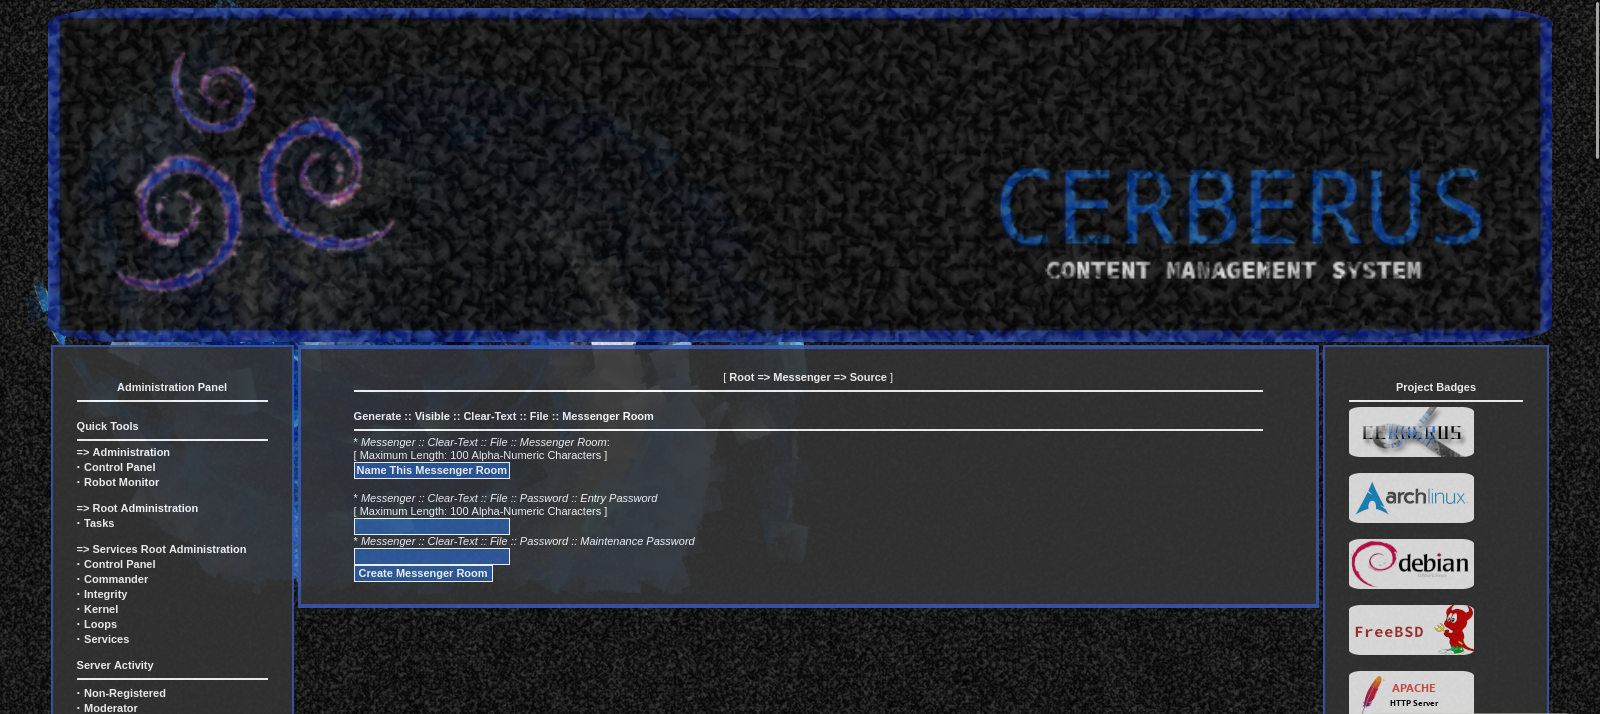 CERBERUS
CONTENT MANAGEMENT SYSTEM
Administration Panel
Quick Tools
=> Administration
· Control Panel
· Robot Monitor
=> Root Administration
· Tasks
=> Services Root Administration
· Control Panel
· Commander
· Integrity
· Kernel
· Loops
· Services
Server Activity
· Non-Registered
· Moderator
[ Root => Messenger => Source ]
Generate :: Visible :: Clear-Text :: File :: Messenger Room
* Messenger :: Clear-Text :: File :: Messenger Room:
[ Maximum Length: 100 Alpha-Numeric Characters ]
Name This Messenger Room
* Messenger :: Clear-Text :: File :: Password :: Entry Password
[ Maximum Length: 100 Alpha-Numeric Characters ]
* Messenger :: Clear-Text :: File :: Password :: Maintenance Password
Create Messenger Room
Project Badges
CERBERUS
archlinux
debian
GNU/Linux
FreeBSD
APACHE
HTTP Server